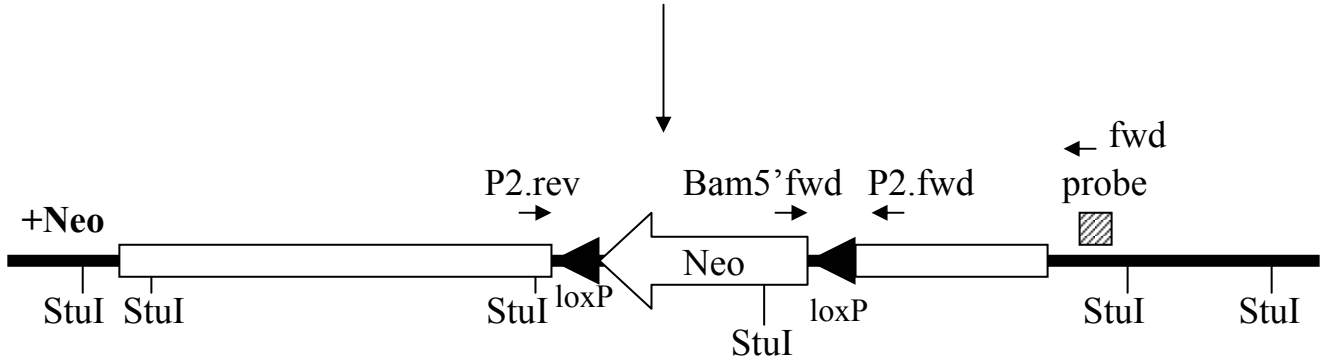 fwd
P2.rev Bam5’fwd P2.fwd probe
+Neo
Neo
StuI StuI StuI loxP loxP StuI StuI
StuI